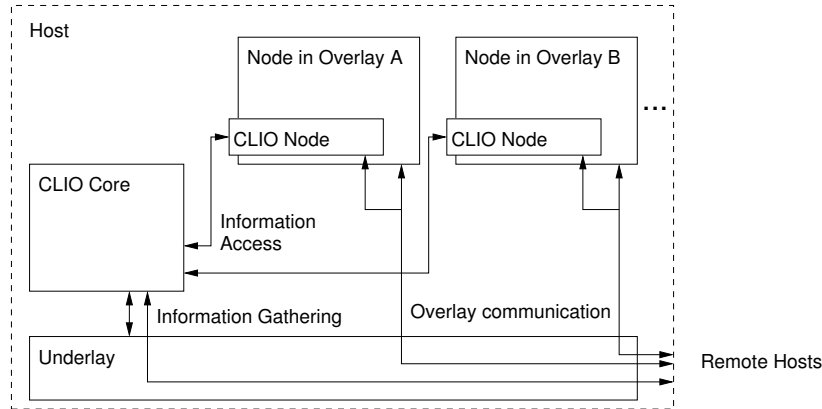 Host
Node in Overlay A
Node in Overlay B
...
CLIO Node
CLIO Node
CLIO Core
Information
Access
Information Gathering
Overlay communication
Underlay
Remote Hosts